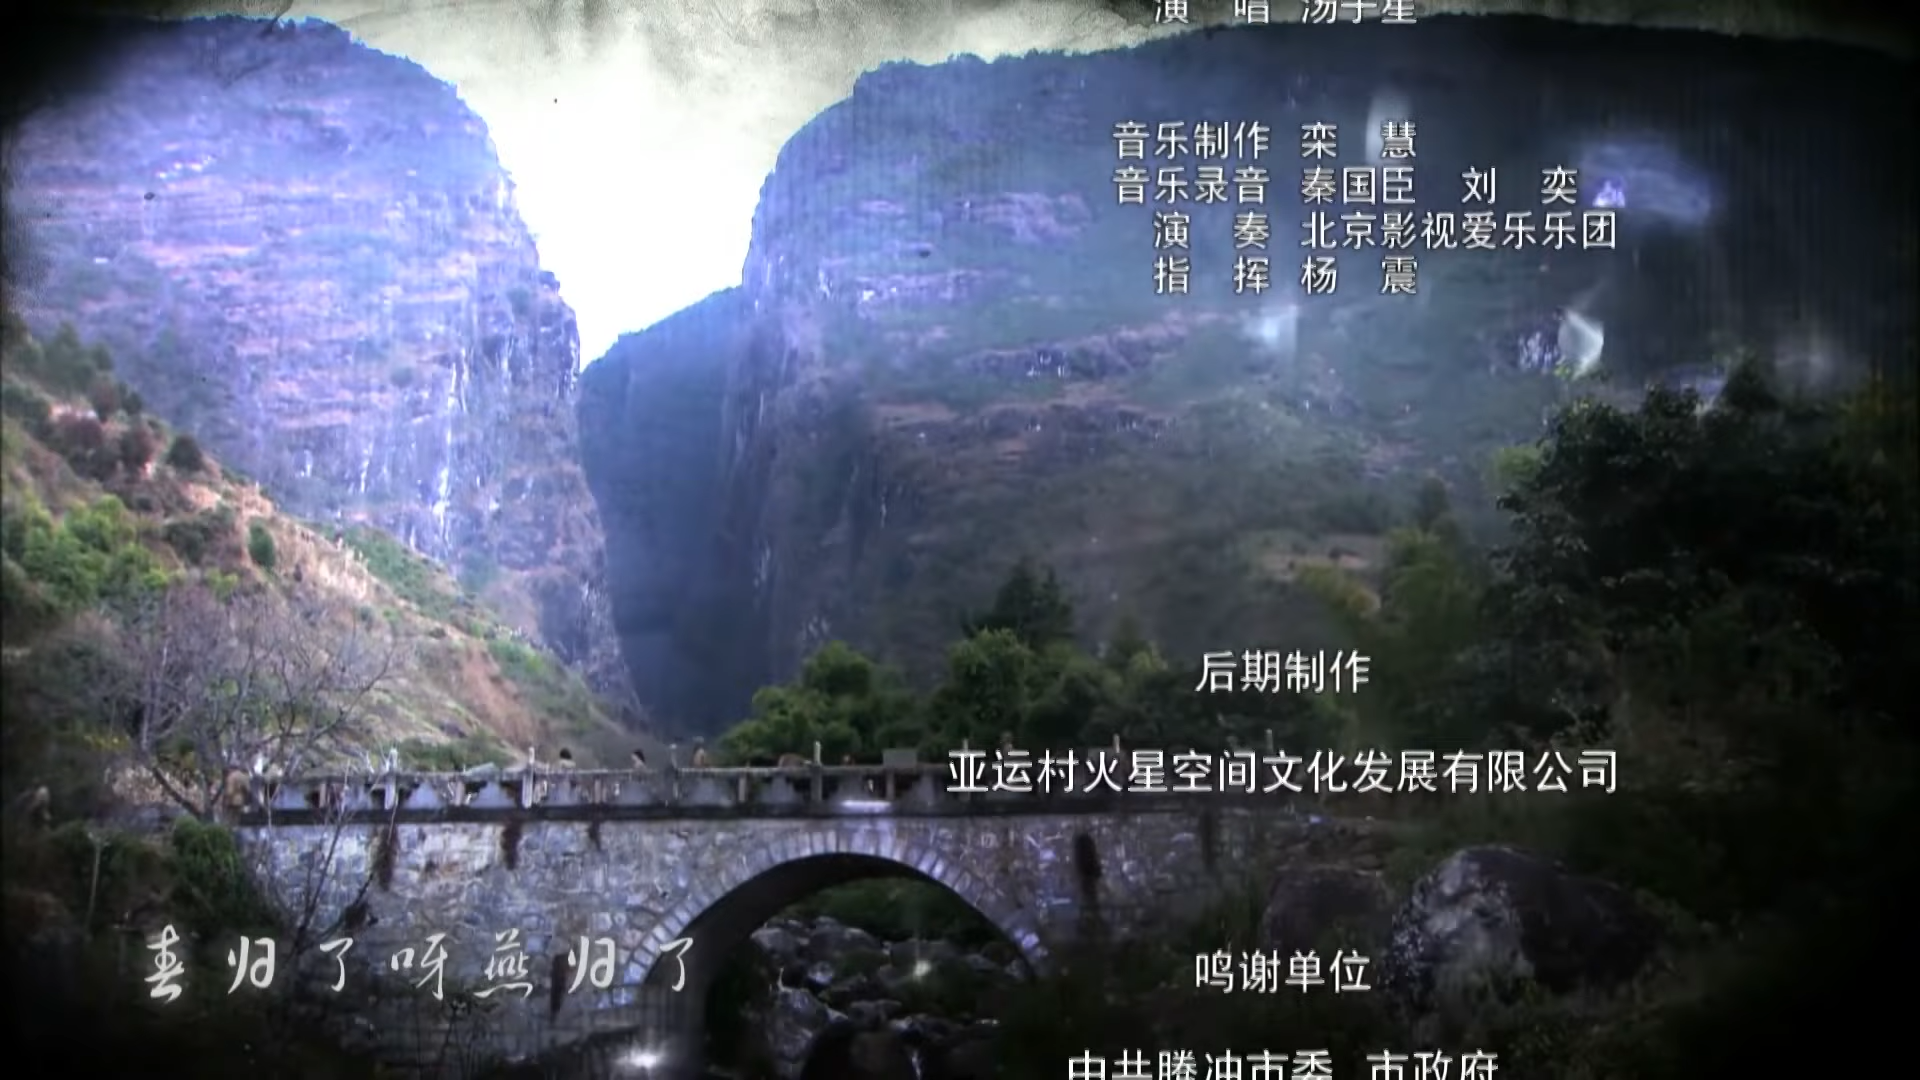 演 唱 汤子星
音乐制作 栾 慧
音乐录音 秦国臣 刘 奕
演 奏 北京影视爱乐乐团
指 挥 杨 震
后期制作
亚运村火星空间文化发展有限公司
春归了呀燕归了
鸣谢单位
中共腾冲市委 市政府